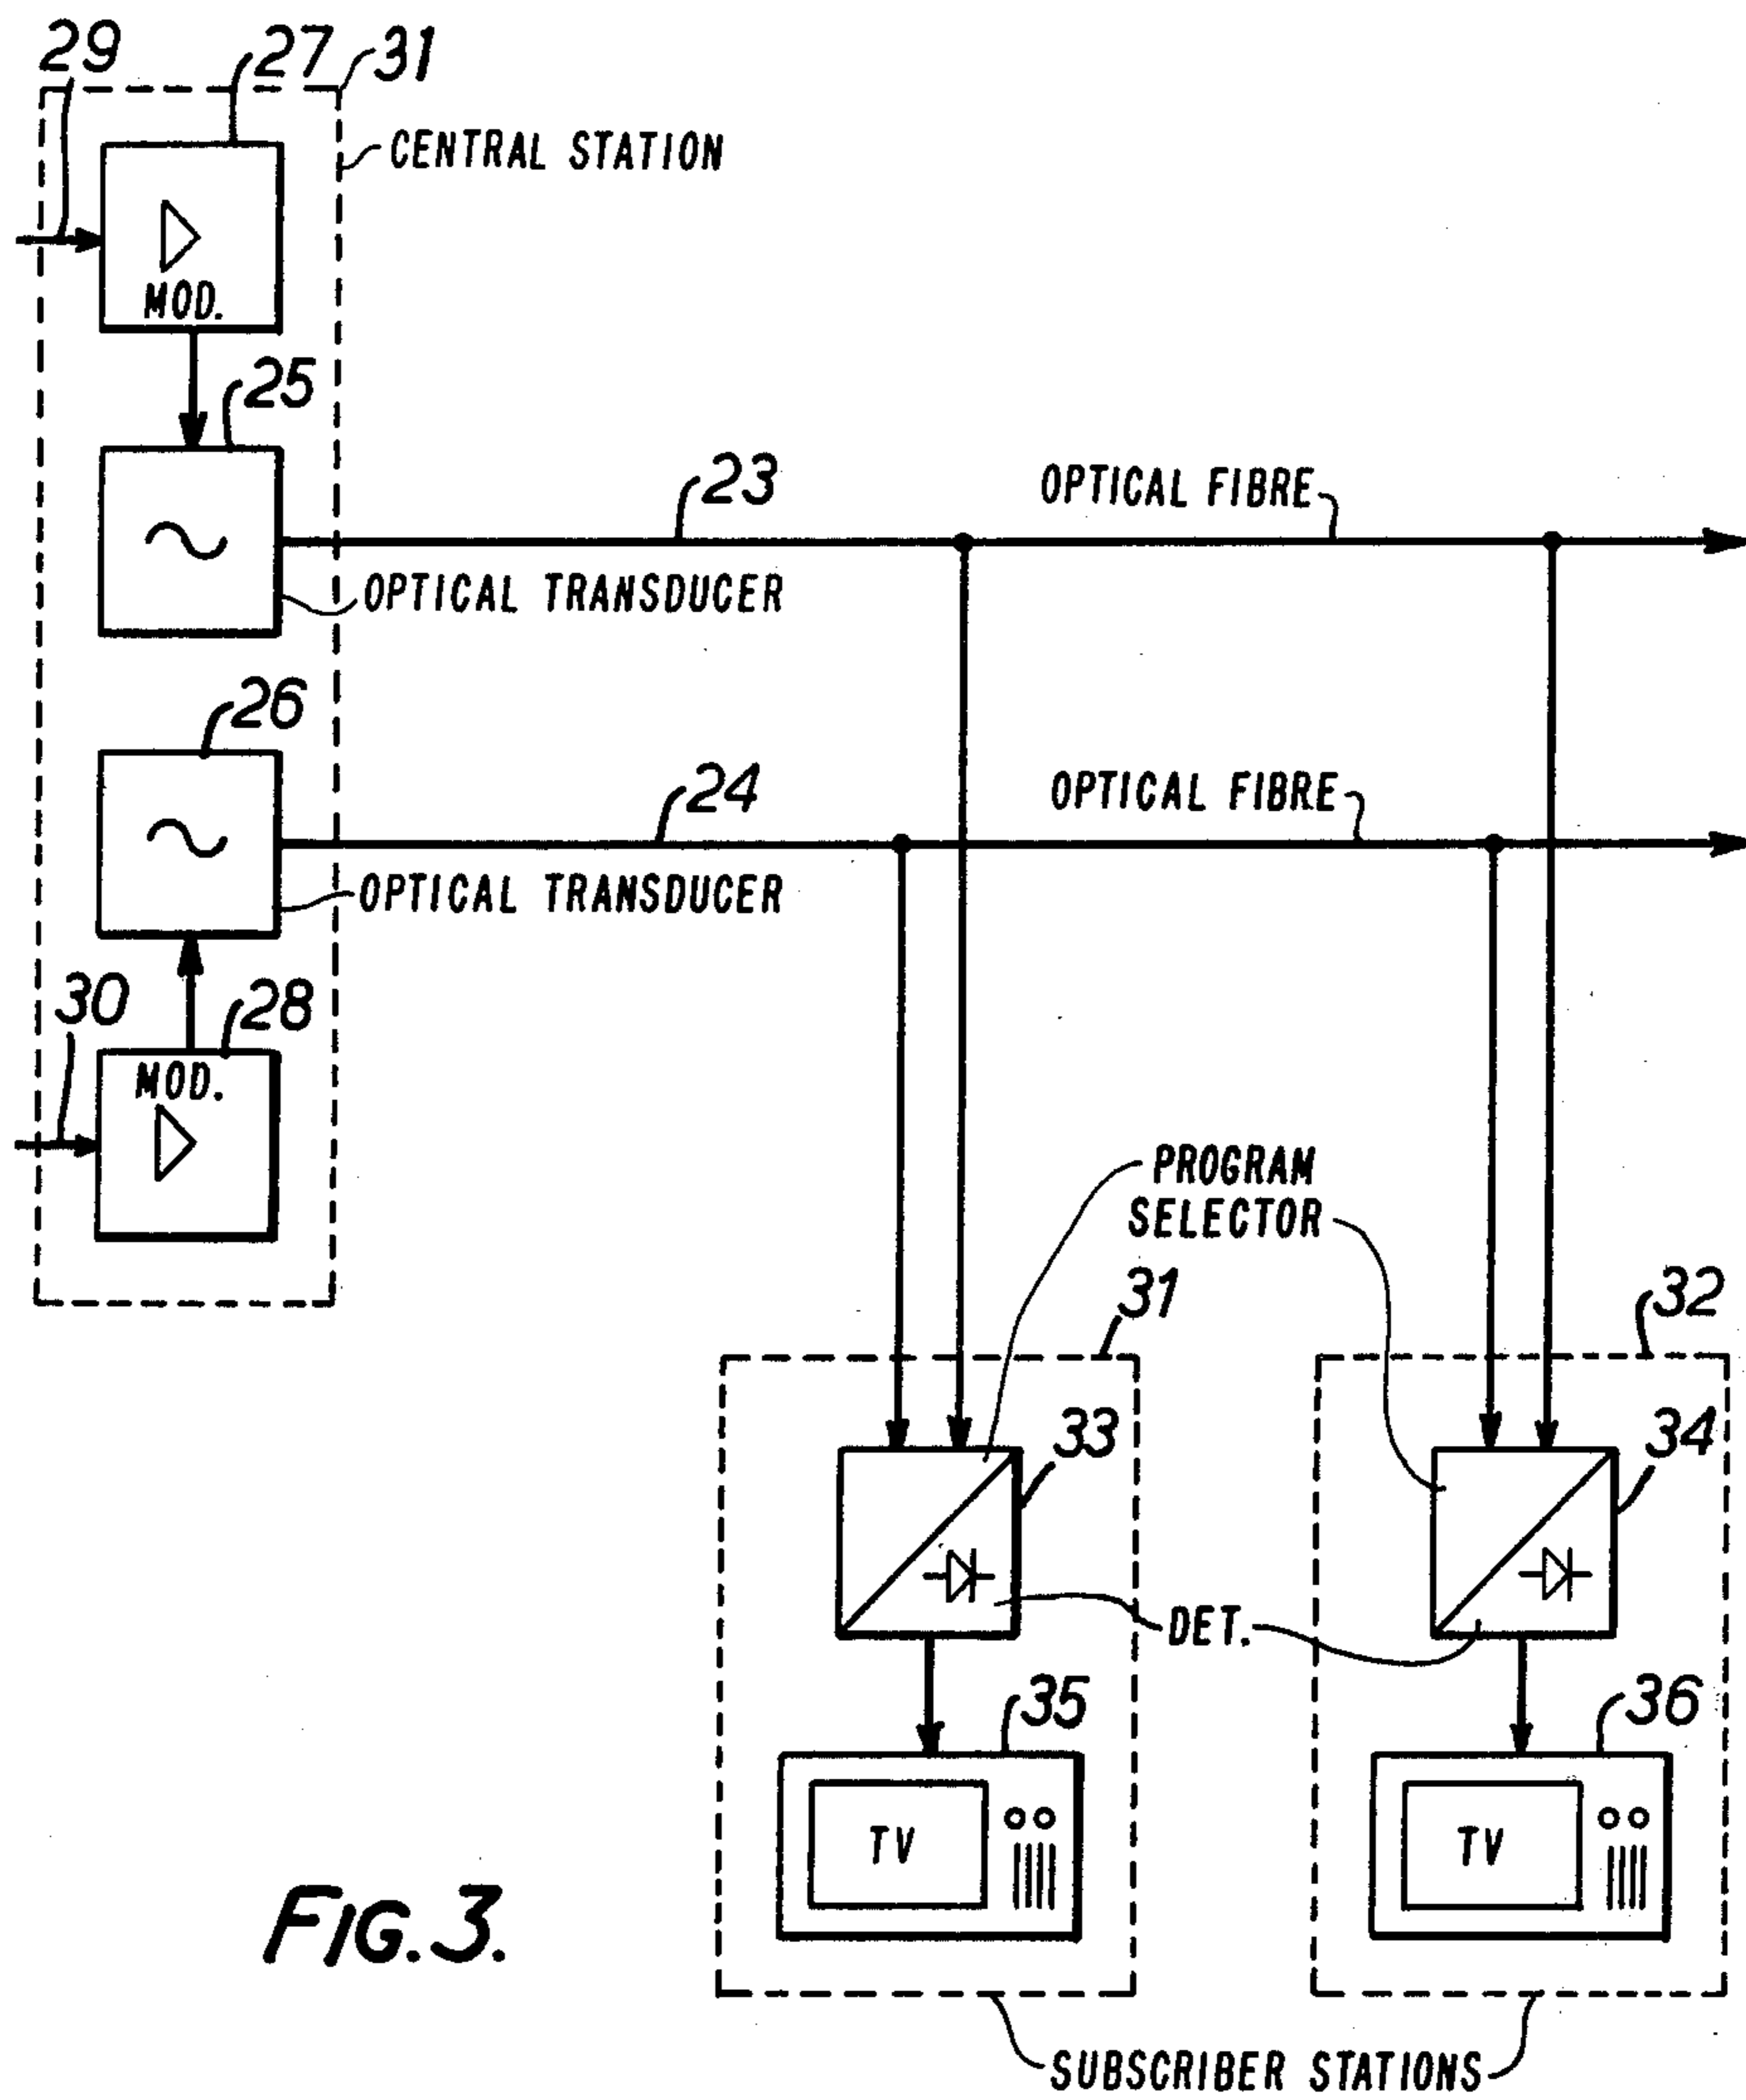 29
27
31
CENTRAL STATION
MOD.
25
23
OPTICAL FIBRE
OPTICAL TRANSDUCER
26
24
OPTICAL FIBRE
OPTICAL TRANSDUCER
30
28
MOD.
PROGRAM
SELECTOR
31
32
33
34
DET.
35
36
TV
TV
FIG. 3.
SUBSCRIBER STATIONS